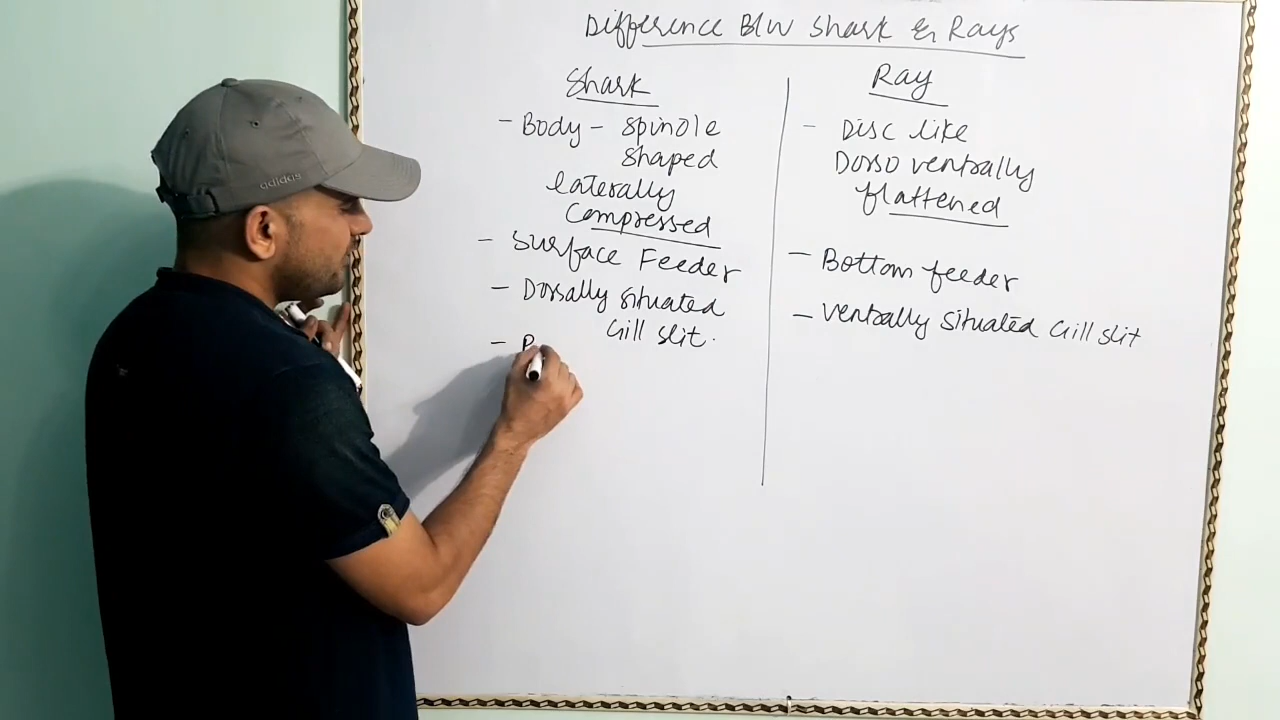 Difference B/W Shark & Rays
Shark
- Body - Spindle
shaped
laterally
Compressed
- Surface Feeder
- Dorsally situated
Gill slit.
- P
Ray
- Disc like
Dorso ventrally
flattened
- Bottom feeder
- Ventrally Situated Gill slit
adidas